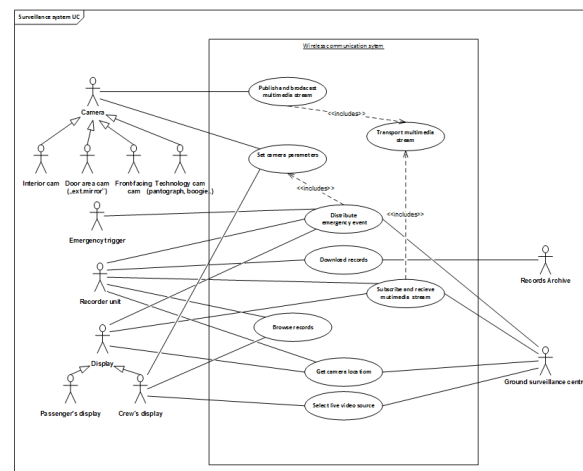 Surveillance system UC
Wireless communication sytem
Publish and brodacast
multimedia stream
<<includes>>
Transport multimedia
stream
Camera
Set camera parameters
<<includes>>
Interior cam
Door area cam
(„ext.mirror")
Front-facing
cam
Technology cam
(pantograph, boogie..)
Distribute
emergency event
<<includes>>
Emergency trigger
Download records
Records Archive
Recorder unit
Subscribe and recieve
mutimedia stream
Browse records
Display
Get camera location
Ground surveillance centre
Passenger's display
Crew's display
Select live video source